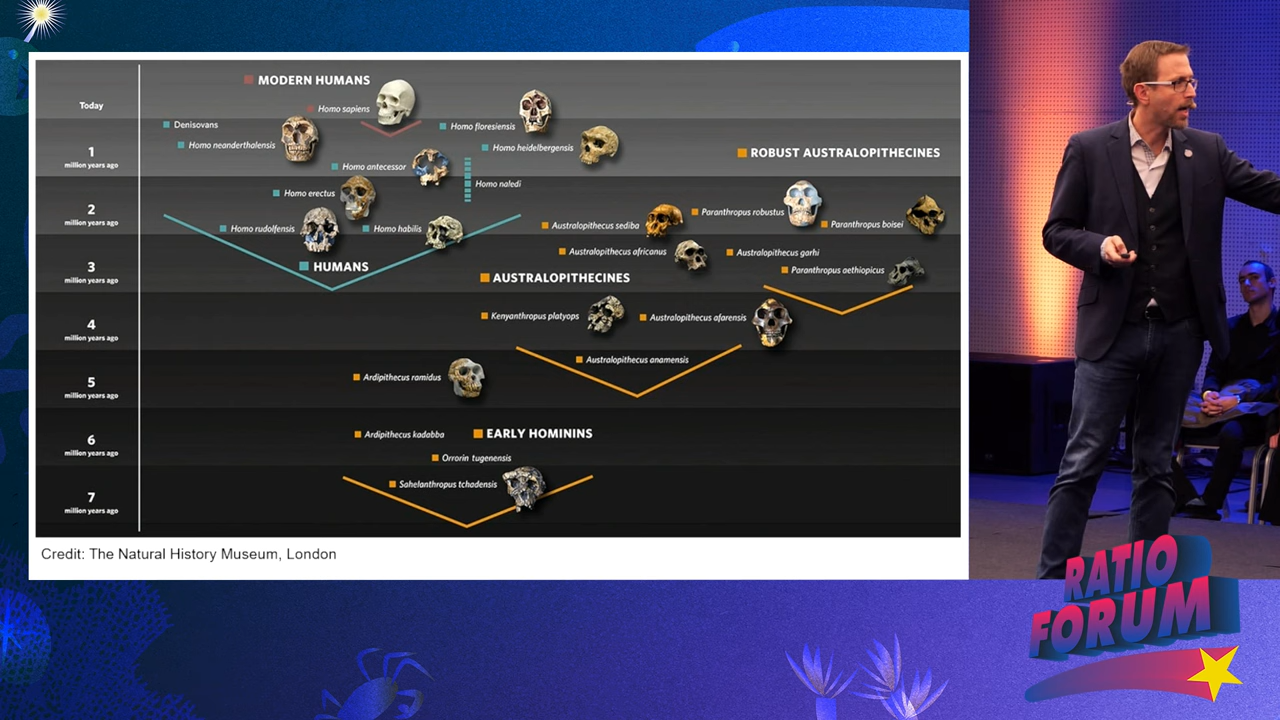 MODERN HUMANS
Today
Homo sapiens
Denisovans
Homo floresiensis
Homo neanderthalensis
Homo heidelbergensis
1
million years ago
ROBUST AUSTRALOPITHECINES
Homo antecessor
Homo naledi
Homo erectus
2
million years ago
Paranthropus robustus
Australopithecus sediba
Paranthropus boisei
Homo rudolfensis
Homo habilis
Australopithecus africanus
Australopithecus garhi
3
million years ago
HUMANS
Paranthropus aethiopicus
AUSTRALOPITHECINES
Kenyanthropus platyops
Australopithecus afarensis
4
million years ago
Australopithecus anamensis
Ardipithecus ramidus
5
million years ago
Ardipithecus kadabba
EARLY HOMININS
6
million years ago
Orrorin tugenensis
Sahelanthropus tchadensis
7
million years ago
Credit: The Natural History Museum, London
RATIO
FORUM